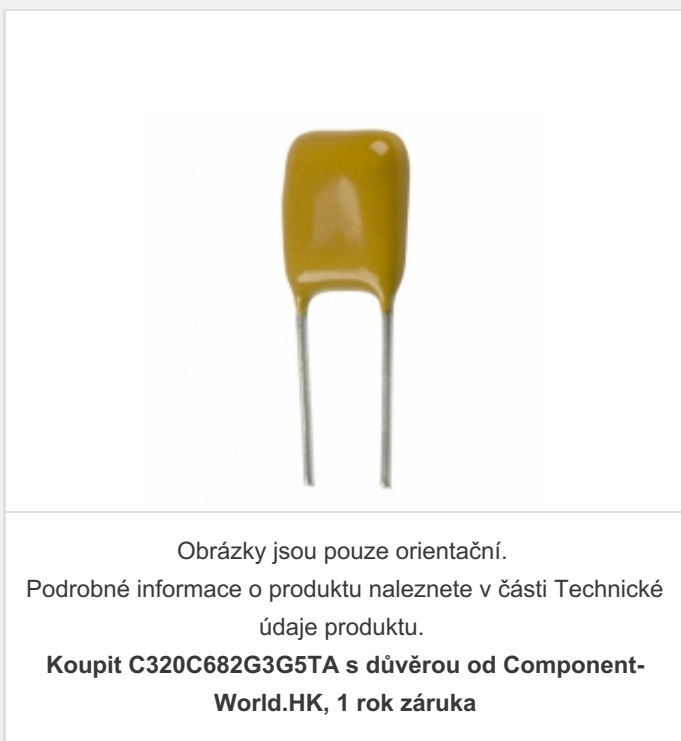 Obrázky jsou pouze orientační.
Podrobné informace o produktu naleznete v části Technické
údaje produktu.
Koupit C320C682G3G5TA s důvěrou od Component-
World.HK, 1 rok záruka